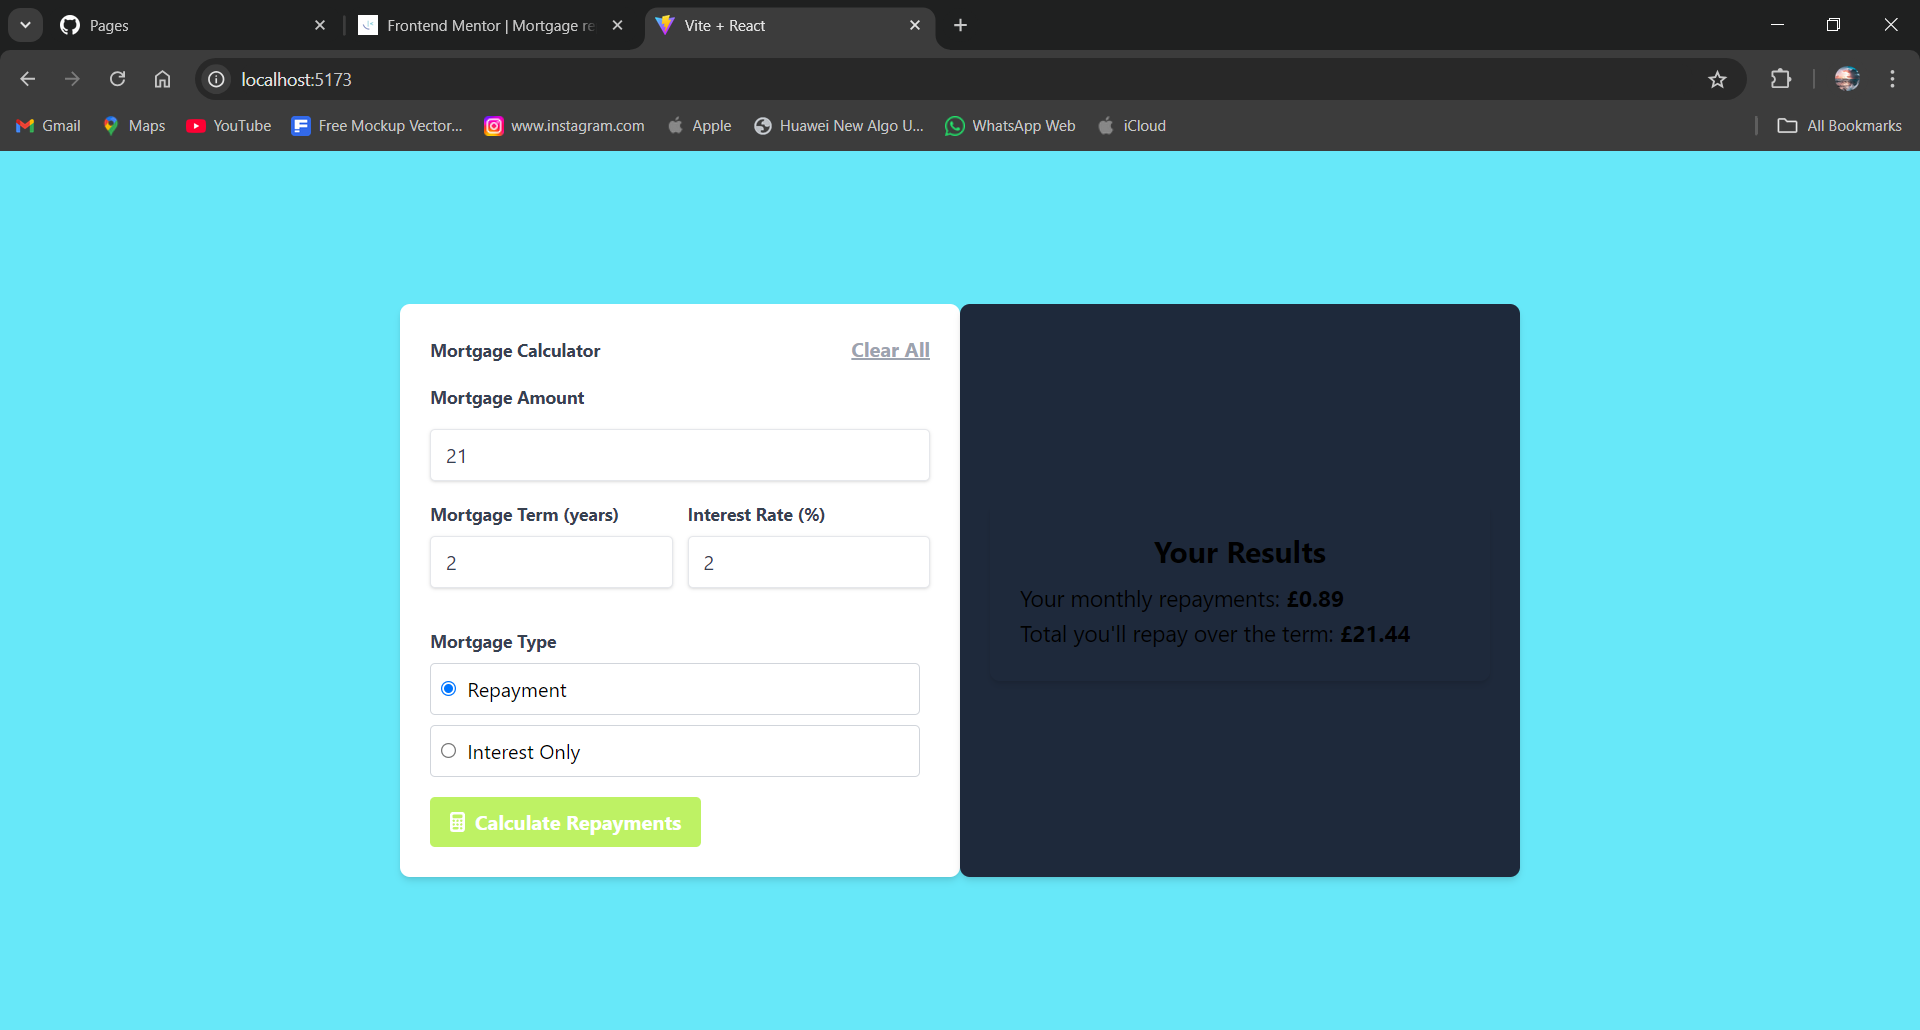 Pages
Frontend Mentor | Mortgage re
Vite + React
localhost:5173
Gmail
Maps
YouTube
Free Mockup Vector...
www.instagram.com
Apple
Huawei New Algo U...
WhatsApp Web
iCloud
All Bookmarks
Mortgage Calculator
Clear All
Mortgage Amount
21
Mortgage Term (years)
Interest Rate (%)
2
2
Mortgage Type
Repayment
Interest Only
Calculate Repayments
Your Results
Your monthly repayments: £0.89
Total you'll repay over the term: £21.44